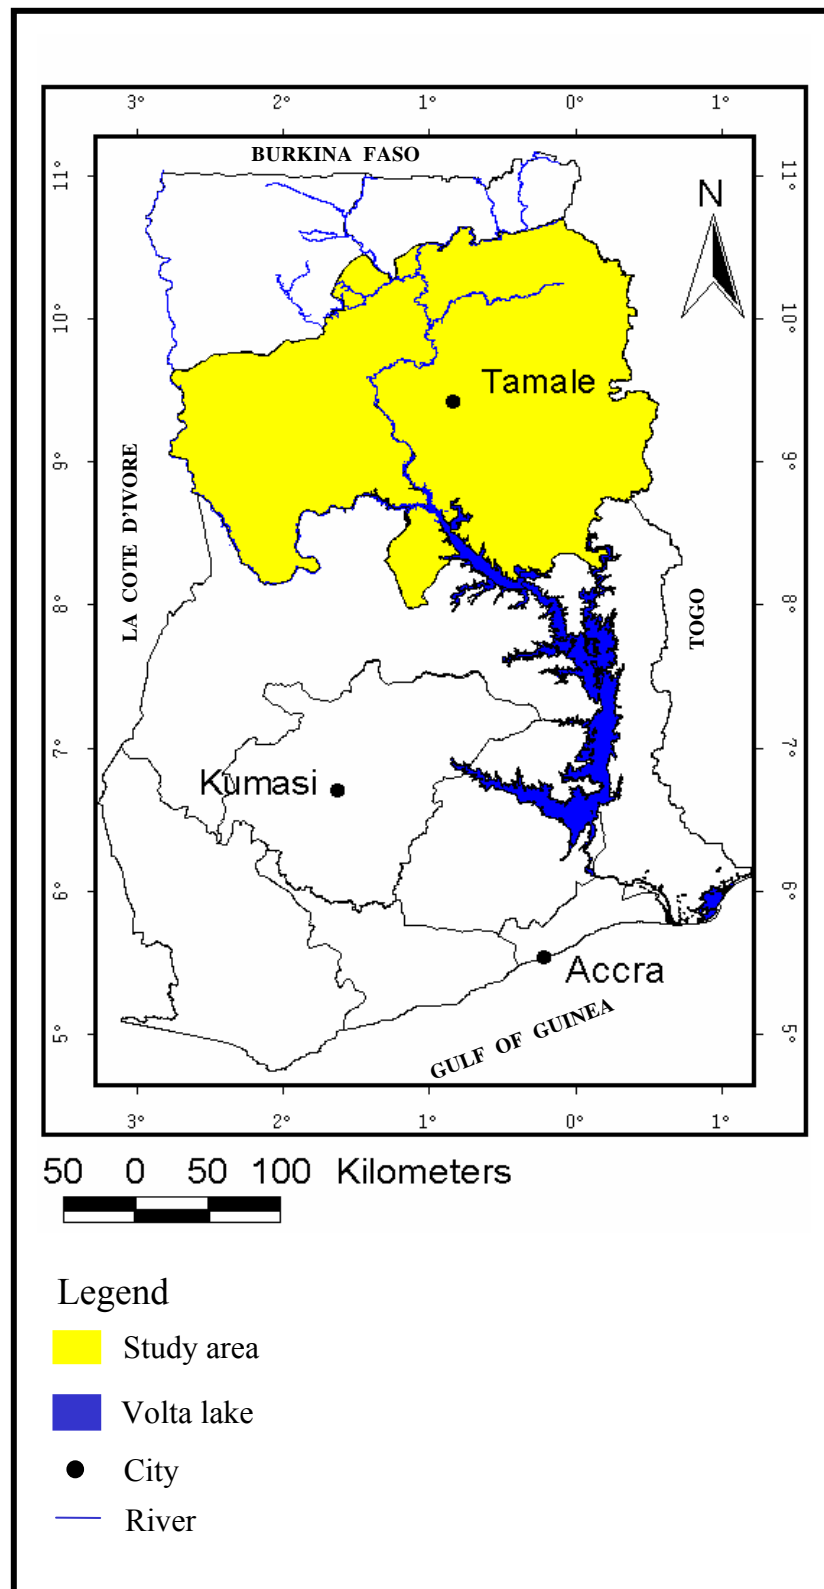 3° 2° 1° 0° 1°
BURKINA FASO
11° 11°
N
10° 10°
Tamale
9° 9°
LA COTE D'IVORE
8° 8°
TOGO
7° 7°
Kumasi
6° 6°
Accra
GULF OF GUINEA
5° 5°
3° 2° 1° 0° 1°
50 0 50 100 Kilometers
Legend
Study area
Volta lake
City
River